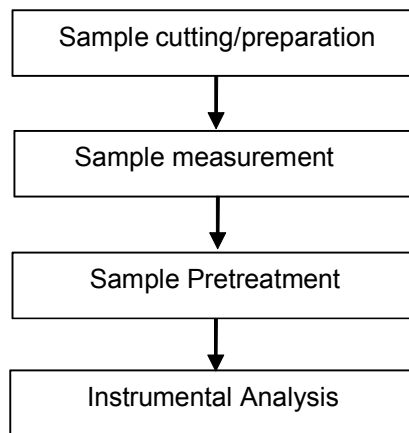 Sample cutting/preparation
Sample measurement
Sample Pretreatment
Instrumental Analysis